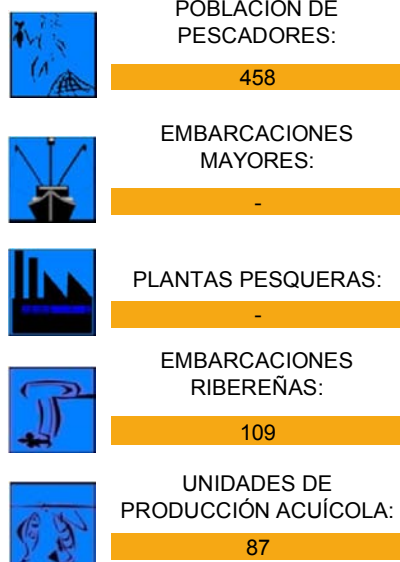 POBLACIÓN DE
PESCADORES:
458
EMBARCACIONES
MAYORES:
-
PLANTAS PESQUERAS:
-
EMBARCACIONES
RIBEREÑAS:
109
UNIDADES DE
PRODUCCIÓN ACUÍCOLA:
87